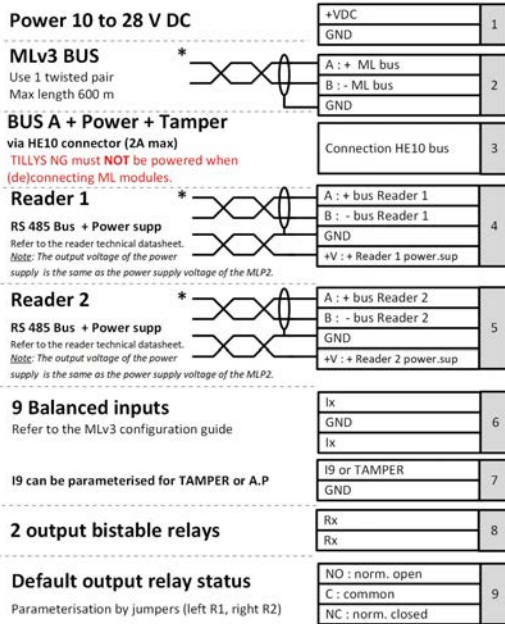 Power 10 to 28 V DC
+VDC
GND
1
MLv3 BUS
*
Use 1 twisted pair
Max length 600 m
A : + ML bus
B : - ML bus
GND
2
BUS A + Power + Tamper
via HE10 connector (2A max)
TILLYS NG must NOT be powered when
(de)connecting ML modules.
Connection HE10 bus
3
Reader 1
*
RS 485 Bus + Power supp
Refer to the reader technical datasheet.
Note: The output voltage of the power
supply is the same as the power supply voltage of the MLP2.
A : + bus Reader 1
B : - bus Reader 1
GND
+V : + Reader 1 power.sup
4
Reader 2
*
RS 485 Bus + Power supp
Refer to the reader technical datasheet.
Note: The output voltage of the power
supply is the same as the power supply voltage of the MLP2.
A : + bus Reader 2
B : - bus Reader 2
GND
+V : + Reader 2 power.sup
5
9 Balanced inputs
Refer to the MLv3 configuration guide
Ix
GND
Ix
6
I9 can be parameterised for TAMPER or A.P
I9 or TAMPER
GND
7
2 output bistable relays
Rx
Rx
8
Default output relay status
Parameterisation by jumpers (left R1, right R2)
NO : norm. open
C : common
NC : norm. closed
9